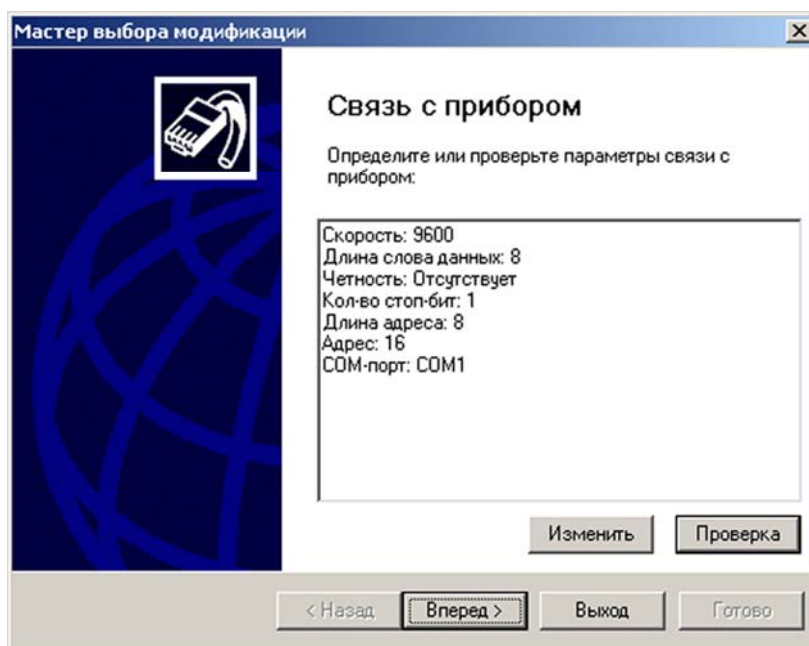 Мастер выбора модификации
Связь с прибором
Определите или проверьте параметры связи с
прибором:
Скорость: 9600
Длина слова данных: 8
Четность: Отсутствует
Кол-во стоп-бит: 1
Длина адреса: 8
Адрес: 16
COM-порт: COM1
Изменить
Проверка
< Назад
Вперед >
Выход
Готово